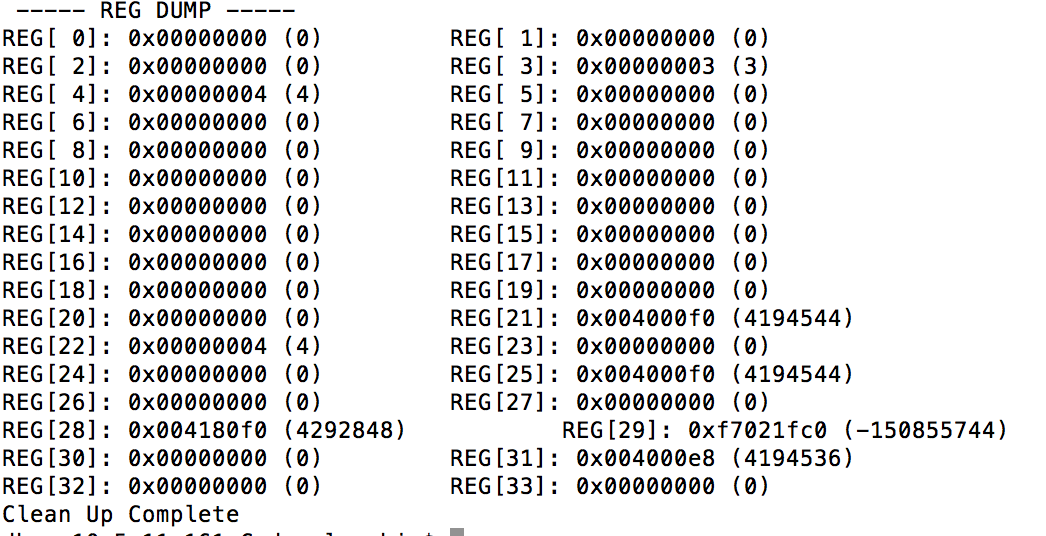 ----- REG DUMP -----
REG[ 0]: 0x00000000 (0) REG[ 1]: 0x00000000 (0)
REG[ 2]: 0x00000000 (0) REG[ 3]: 0x00000003 (3)
REG[ 4]: 0x00000004 (4) REG[ 5]: 0x00000000 (0)
REG[ 6]: 0x00000000 (0) REG[ 7]: 0x00000000 (0)
REG[ 8]: 0x00000000 (0) REG[ 9]: 0x00000000 (0)
REG[10]: 0x00000000 (0) REG[11]: 0x00000000 (0)
REG[12]: 0x00000000 (0) REG[13]: 0x00000000 (0)
REG[14]: 0x00000000 (0) REG[15]: 0x00000000 (0)
REG[16]: 0x00000000 (0) REG[17]: 0x00000000 (0)
REG[18]: 0x00000000 (0) REG[19]: 0x00000000 (0)
REG[20]: 0x00000000 (0) REG[21]: 0x004000f0 (4194544)
REG[22]: 0x00000004 (4) REG[23]: 0x00000000 (0)
REG[24]: 0x00000000 (0) REG[25]: 0x004000f0 (4194544)
REG[26]: 0x00000000 (0) REG[27]: 0x00000000 (0)
REG[28]: 0x004180f0 (4292848) REG[29]: 0xf7021fc0 (-150855744)
REG[30]: 0x00000000 (0) REG[31]: 0x004000e8 (4194536)
REG[32]: 0x00000000 (0) REG[33]: 0x00000000 (0)
Clean Up Complete